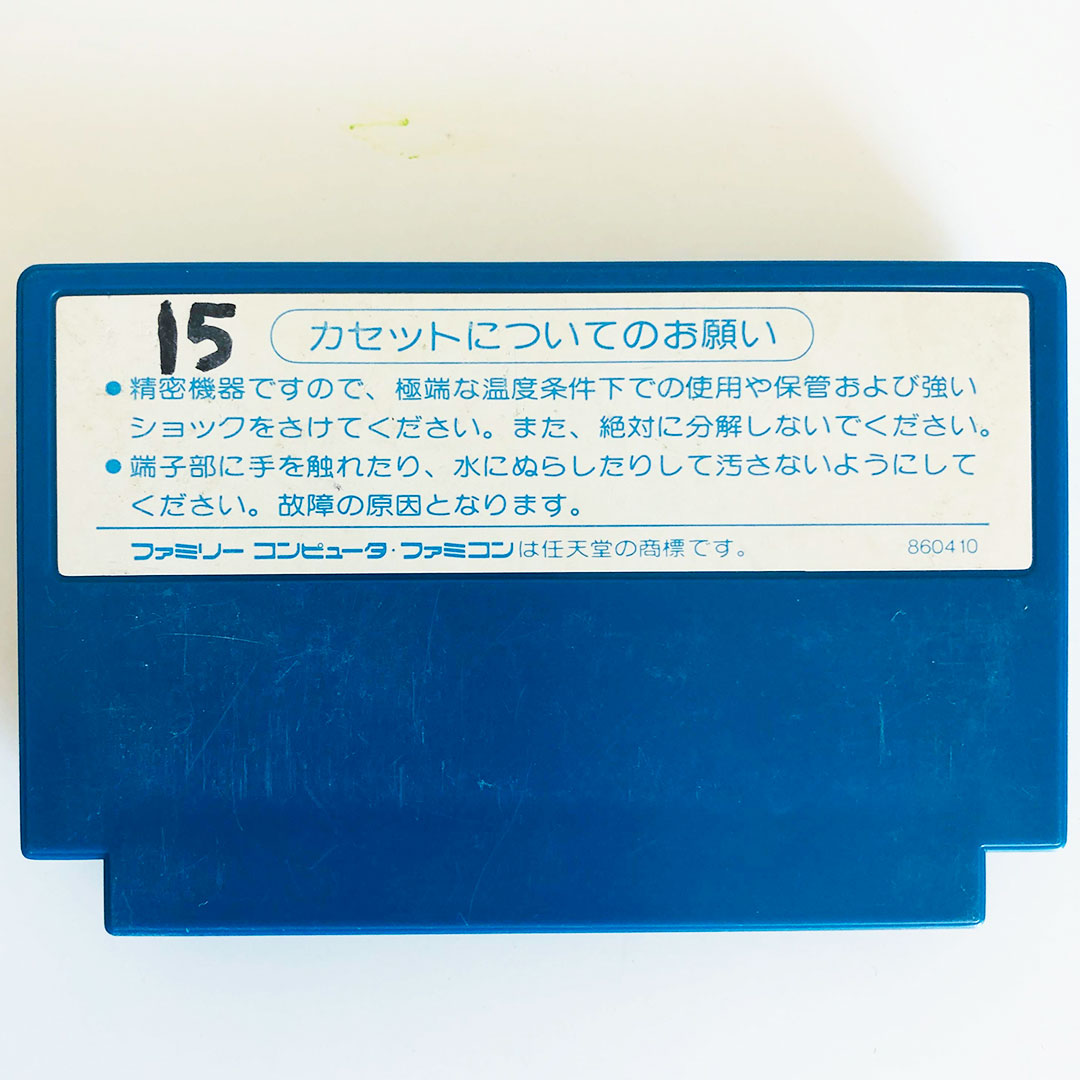 15
カセットについてのお願い
●精密機器ですので、極端な温度条件下での使用や保管および強い
ショックをさけてください。また、絶対に分解しないでください。
●端子部に手を触れたり、水にぬらしたりして汚さないようにして
ください。故障の原因となります。
ファミリー コンピュータ・ファミコンは任天堂の商標です。 860410